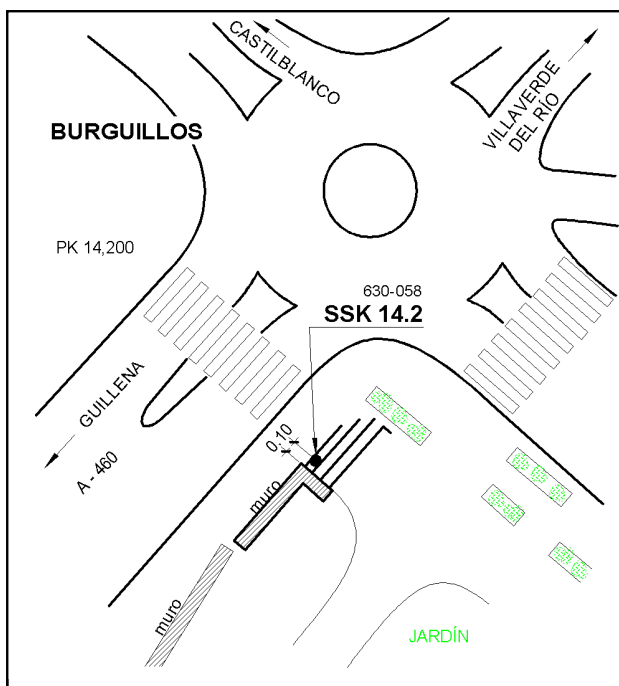 CASTILBLANCO
VILLAVERDE
DEL RÍO
BURGUILLOS
PK 14,200
630-058
SSK 14.2
GUILLENA
A - 460
0.10
muro
muro
JARDÍN